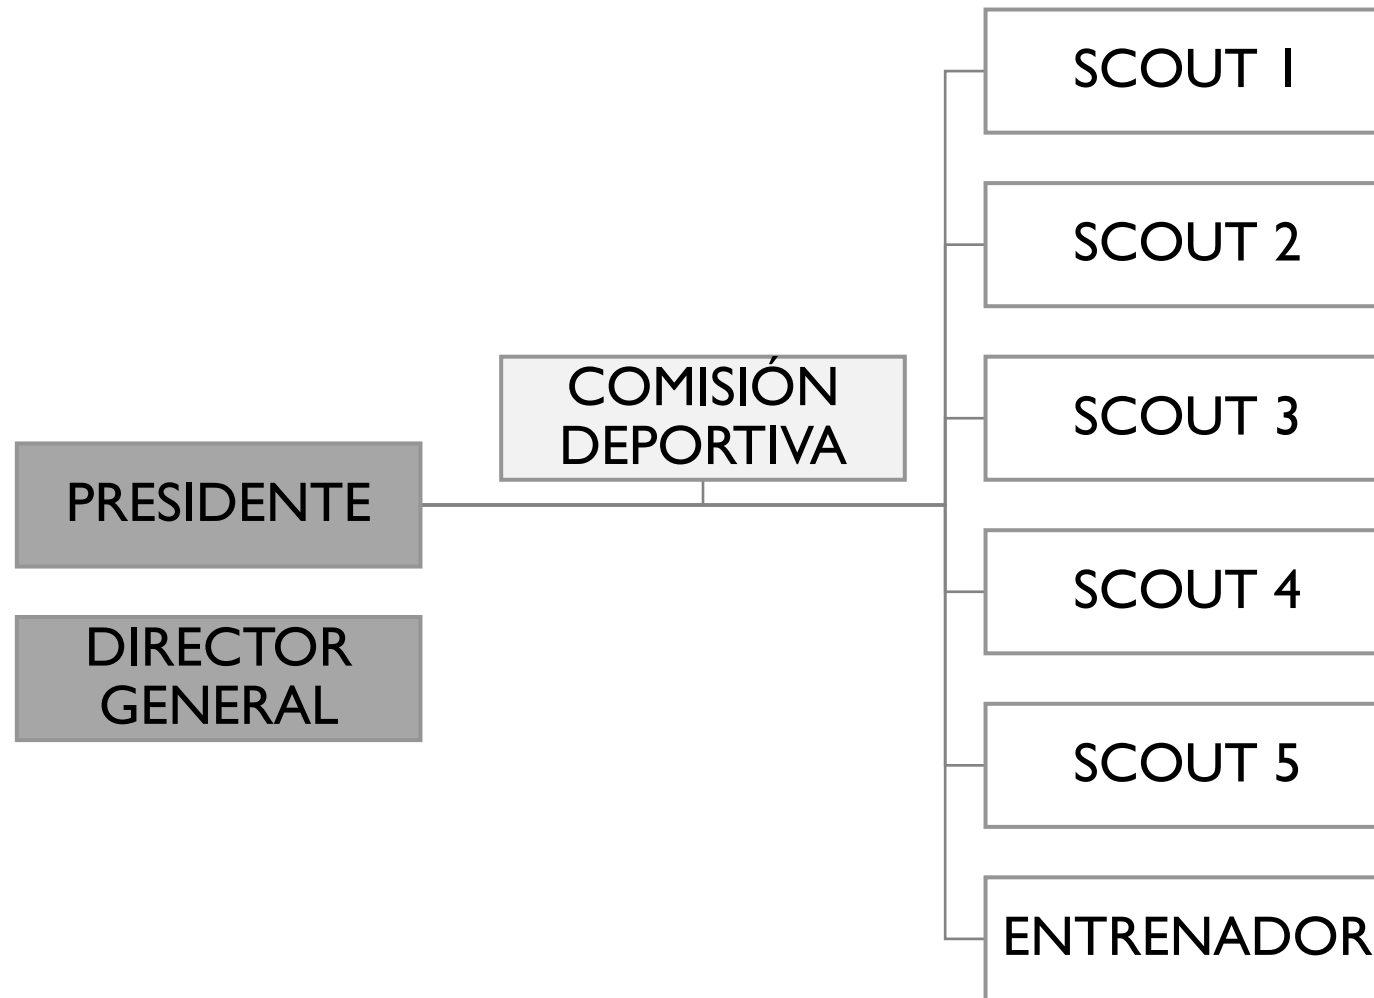 SCOUT 1
SCOUT 2
SCOUT 3
COMISIÓN
DEPORTIVA
PRESIDENTE
SCOUT 4
DIRECTOR
GENERAL
SCOUT 5
ENTRENADOR